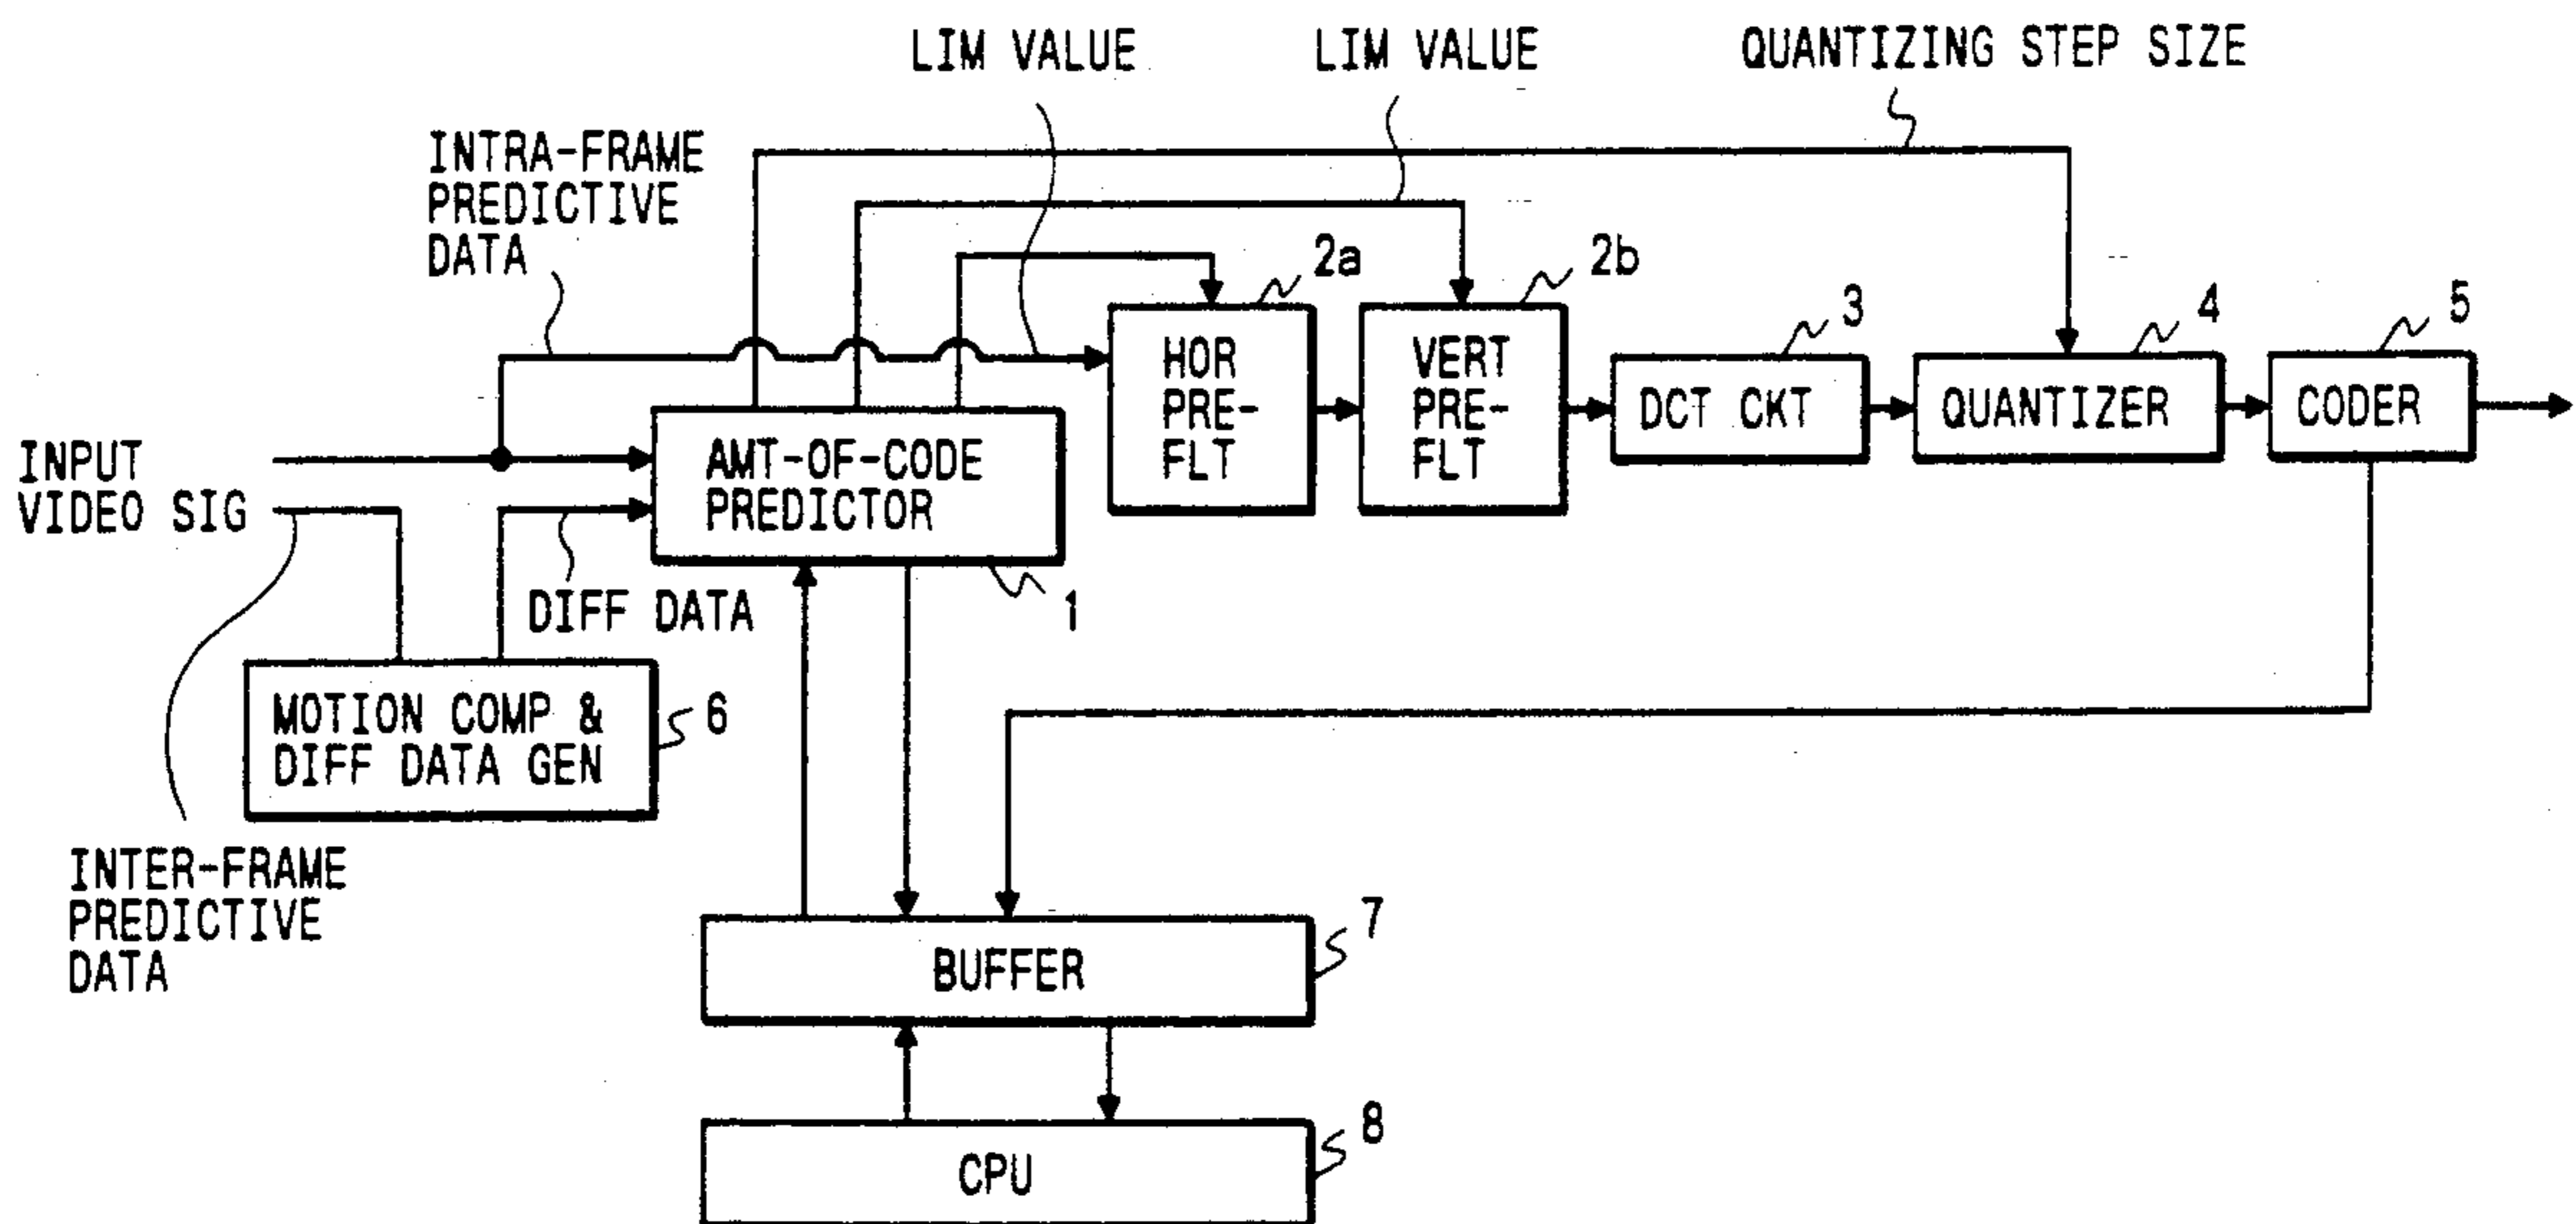 LIM VALUE
LIM VALUE
QUANTIZING STEP SIZE
INTRA-FRAME
PREDICTIVE
DATA
2a
2b
3
4
5
HOR
PRE-
FLT
VERT
PRE-
FLT
DCT CKT
QUANTIZER
CODER
INPUT
VIDEO SIG
AMT-OF-CODE
PREDICTOR
1
DIFF DATA
MOTION COMP &
DIFF DATA GEN
6
INTER-FRAME
PREDICTIVE
DATA
BUFFER
7
CPU
8